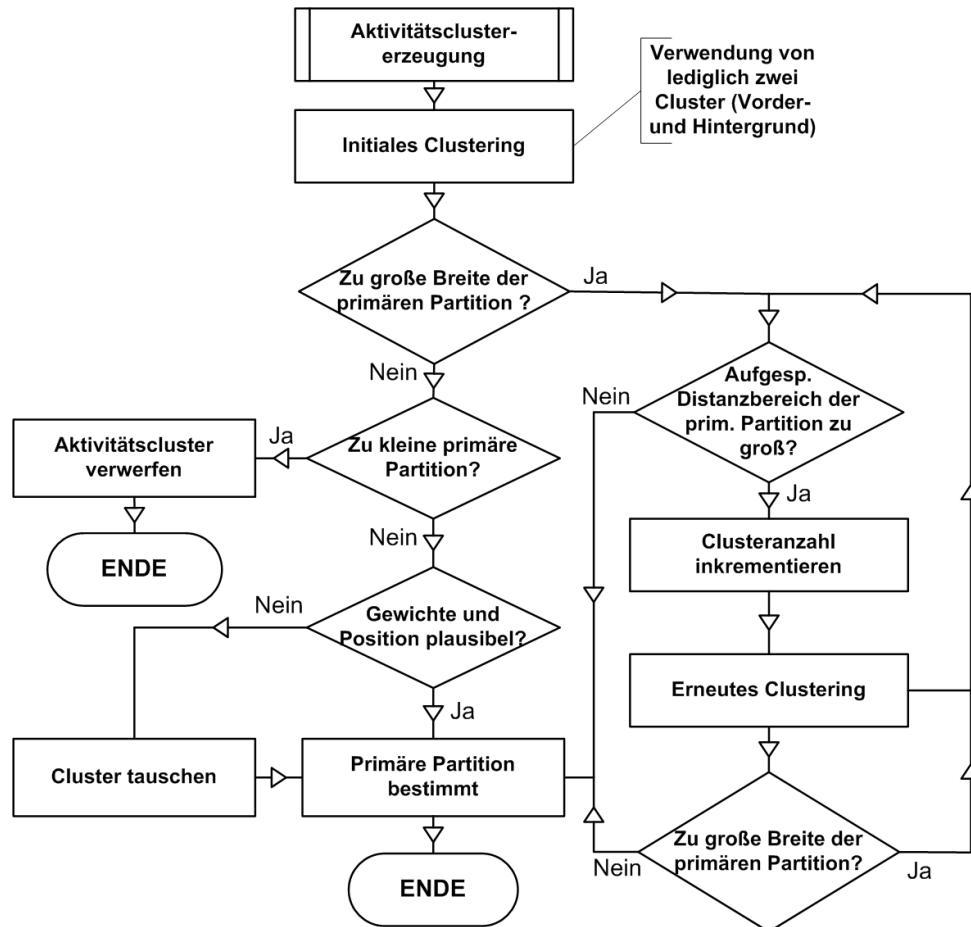 Aktivitätscluster-
erzeugung
Verwendung von
lediglich zwei
Cluster (Vorder-
und Hintergrund)
Initiales Clustering
Zu große Breite der
primären Partition ?
Ja
Nein
Aufgesp.
Distanzbereich der
prim. Partition zu
groß?
Nein
Ja
Zu kleine primäre
Partition?
Ja
Aktivitätscluster
verwerfen
ENDE
Nein
Clusteranzahl
inkrementieren
Gewichte und
Position plausibel?
Nein
Ja
Erneutes Clustering
Cluster tauschen
Primäre Partition
bestimmt
Zu große Breite der
primären Partition?
Nein
Ja
ENDE